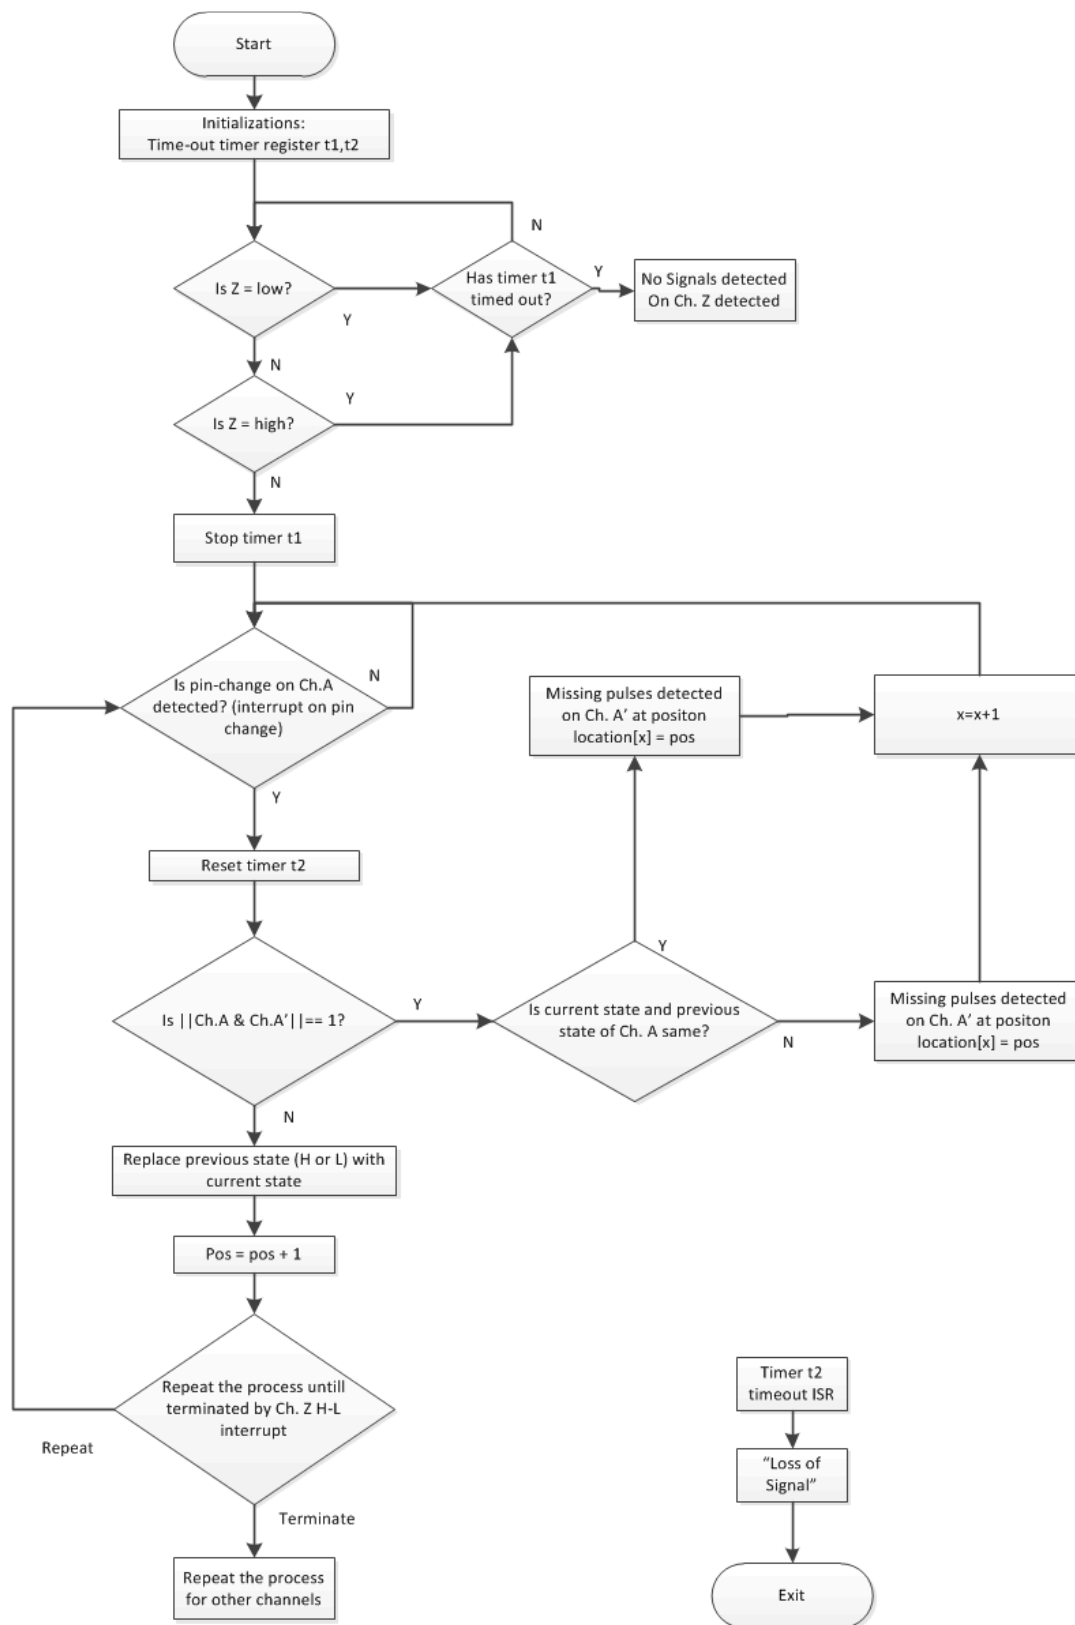 Start
Initializations:
Time-out timer register t1,t2
N
Is Z = low?
Y
Has timer t1
timed out?
Y
No Signals detected
On Ch. Z detected
N
Y
Is Z = high?
N
Stop timer t1
Is pin-change on Ch.A
detected? (interrupt on pin
change)
N
Y
Missing pulses detected
on Ch. A’ at positon
location[x] = pos
x=x+1
Reset timer t2
Is ||Ch.A & Ch.A’||== 1?
Y
N
Y
Is current state and previous
state of Ch. A same?
N
Missing pulses detected
on Ch. A’ at positon
location[x] = pos
Replace previous state (H or L) with
current state
Pos = pos + 1
Repeat the process untill
terminated by Ch. Z H-L
interrupt
Repeat
Terminate
Repeat the process
for other channels
Timer t2
timeout ISR
“Loss of
Signal”
Exit